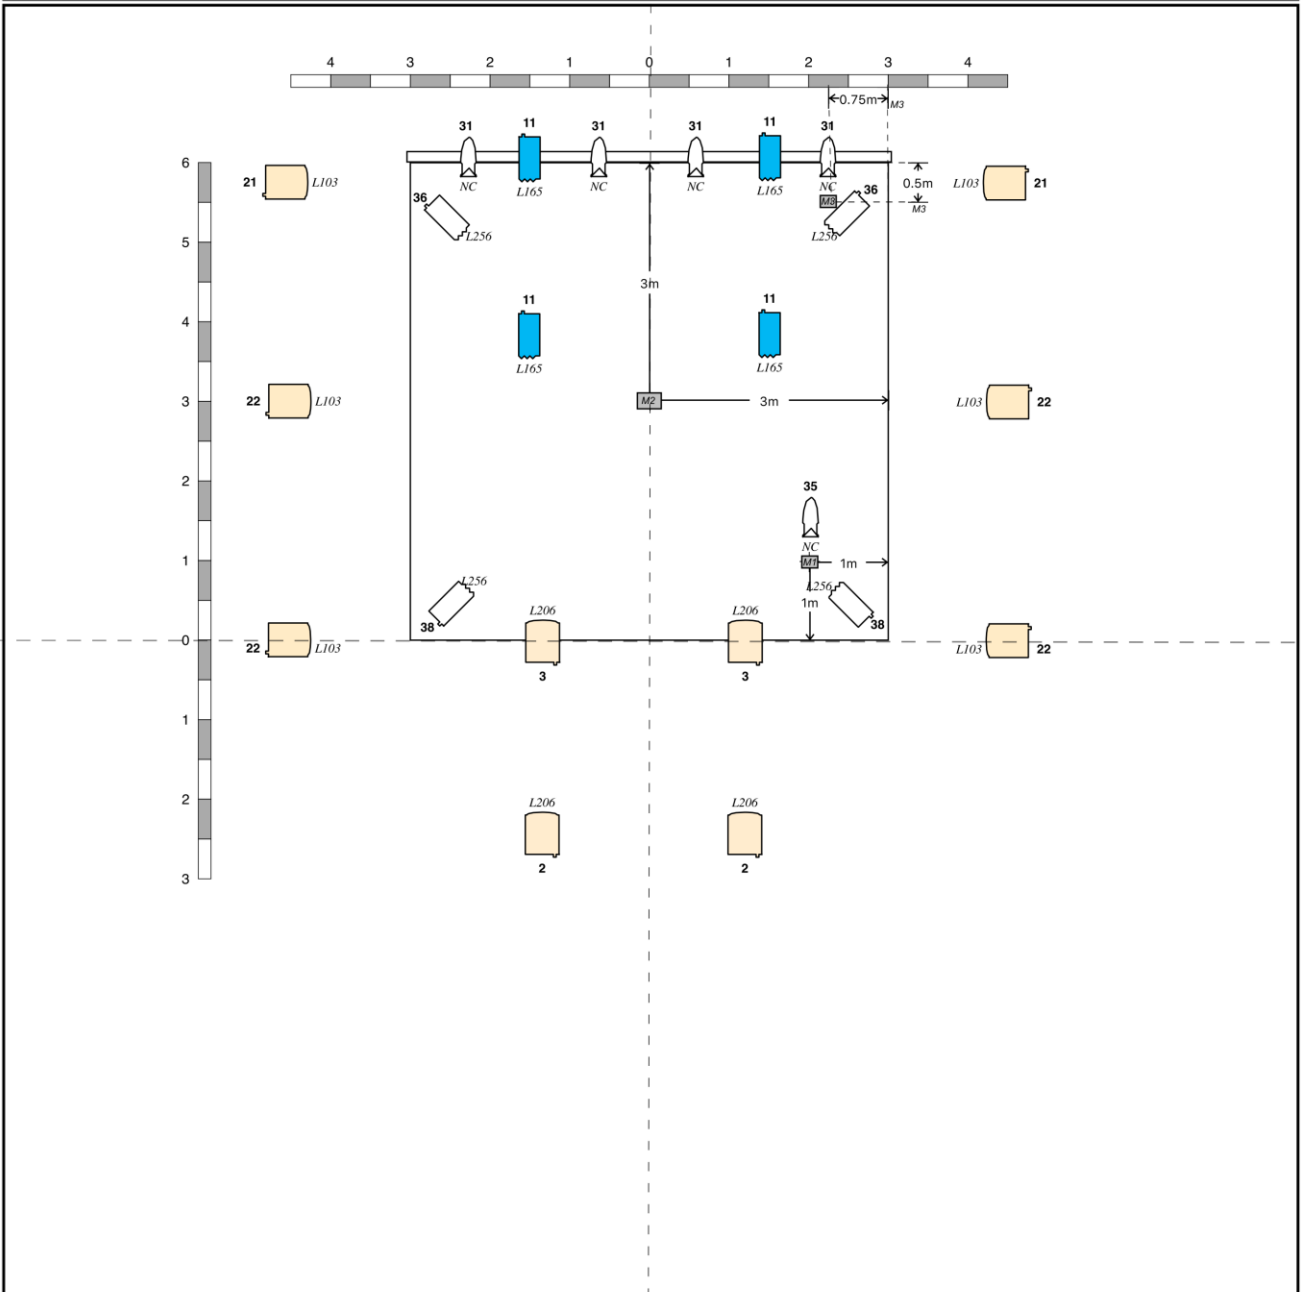 4 3 2 1 0 1 2 3 4
0.75m M3
31 11 31 31 11 31
6
21 L103 NC L165 NC NC L165 NC L103 21
0.5m
36 M3 36
M3
L256 L256
5
3m
11 11
4
L165 L165
22 L103 3 M2 3m L103 22
2
35
NC
1 M1 1m
L256 L256
1m
L206 L206
38 38
0
22 L103 L103 22
3 3
1
2
L206 L206
2 2
3